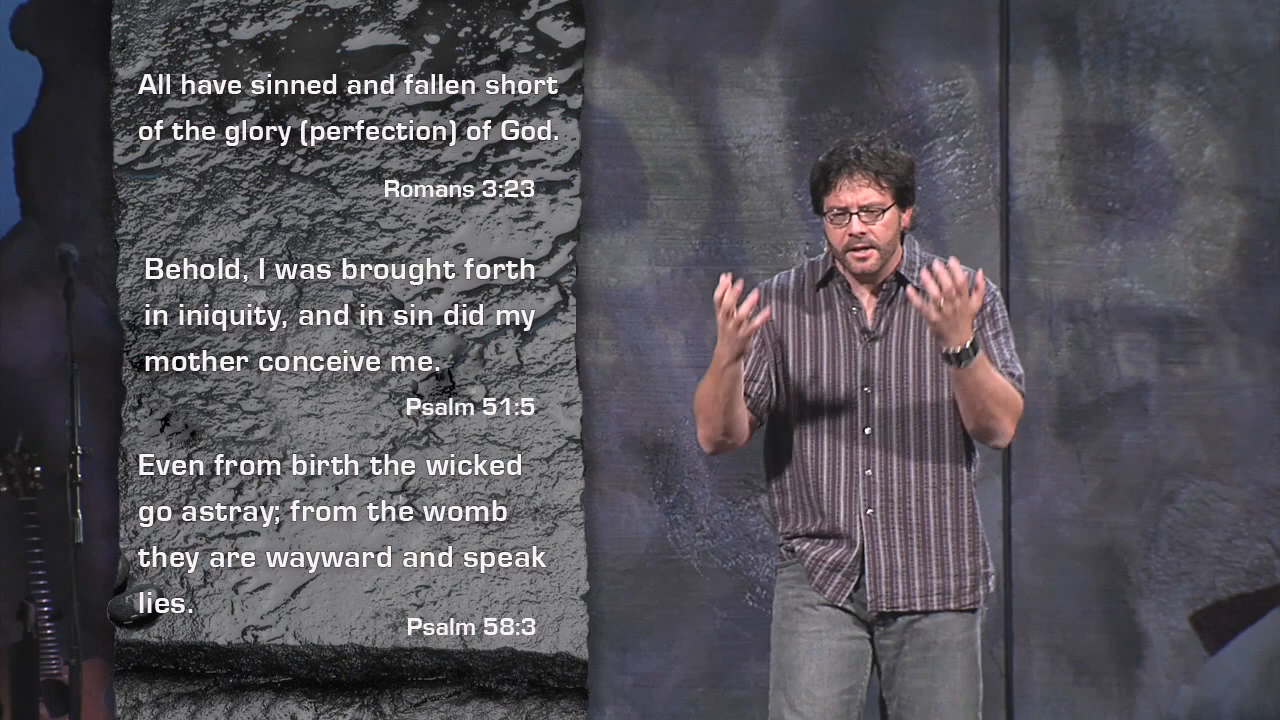 All have sinned and fallen short
of the glory (perfection) of God.
Romans 3:23
Behold, I was brought forth
in iniquity, and in sin did my
mother conceive me.
Psalm 51:5
Even from birth the wicked
go astray; from the womb
they are wayward and speak
lies.
Psalm 58:3